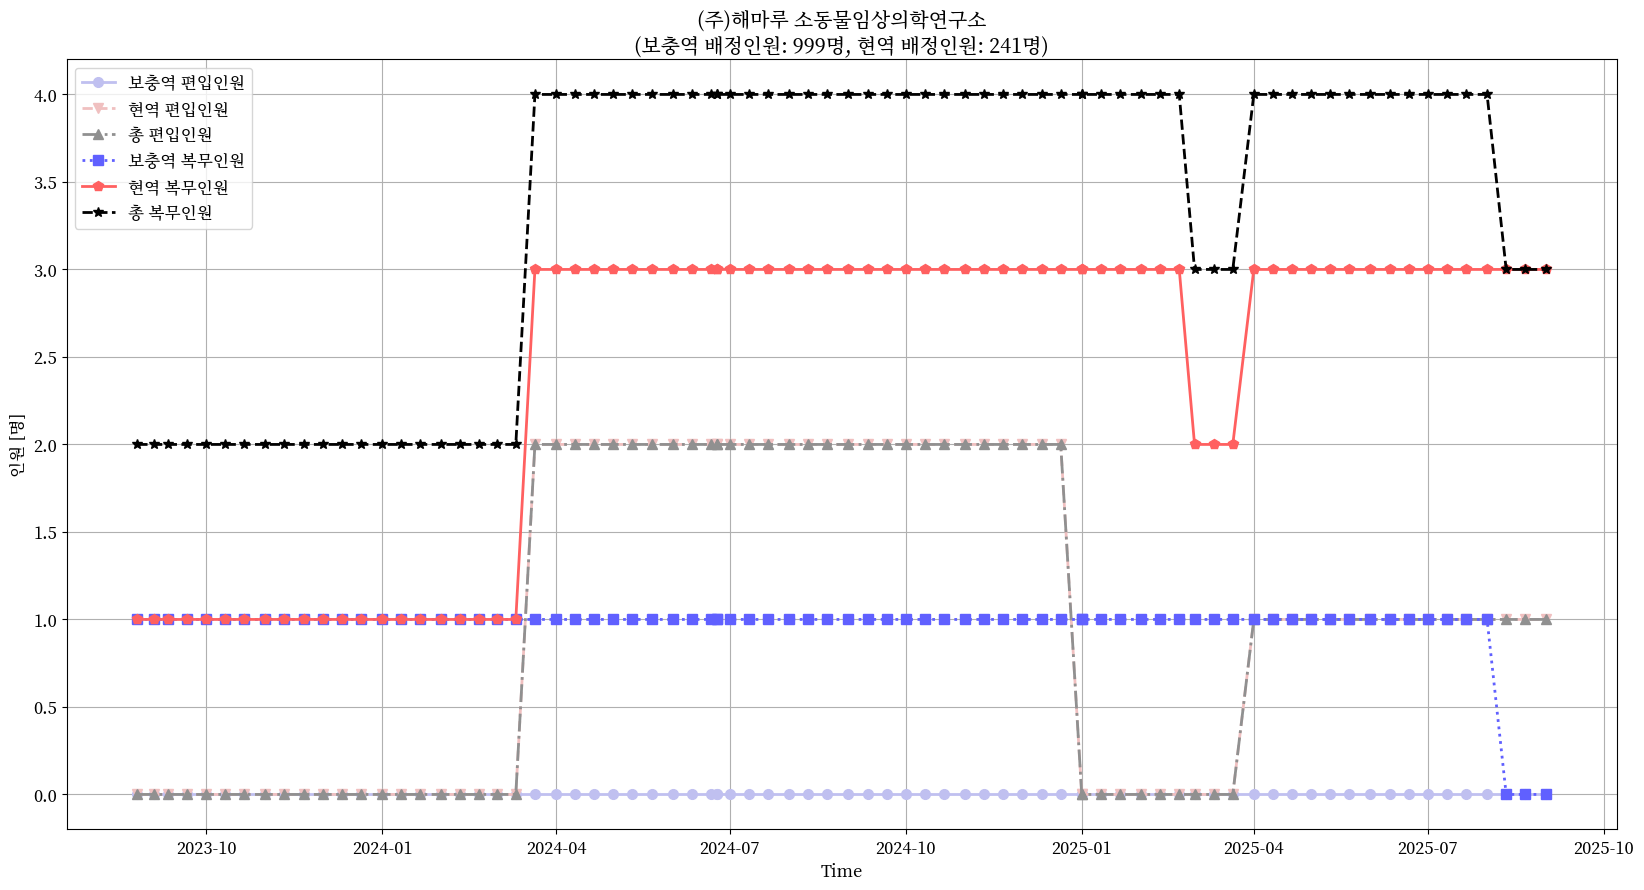 (주)해마루 소동물임상의학연구소
(보충역 배정인원: 999명, 현역 배정인원: 241명)
보충역 편입인원
현역 편입인원
총 편입인원
보충역 복무인원
현역 복무인원
총 복무인원
4.0
3.5
3.0
2.5
2.0
1.5
1.0
0.5
0.0
인원 [명]
2023-10
2024-01
2024-04
2024-07
2024-10
2025-01
2025-04
2025-07
2025-10
Time